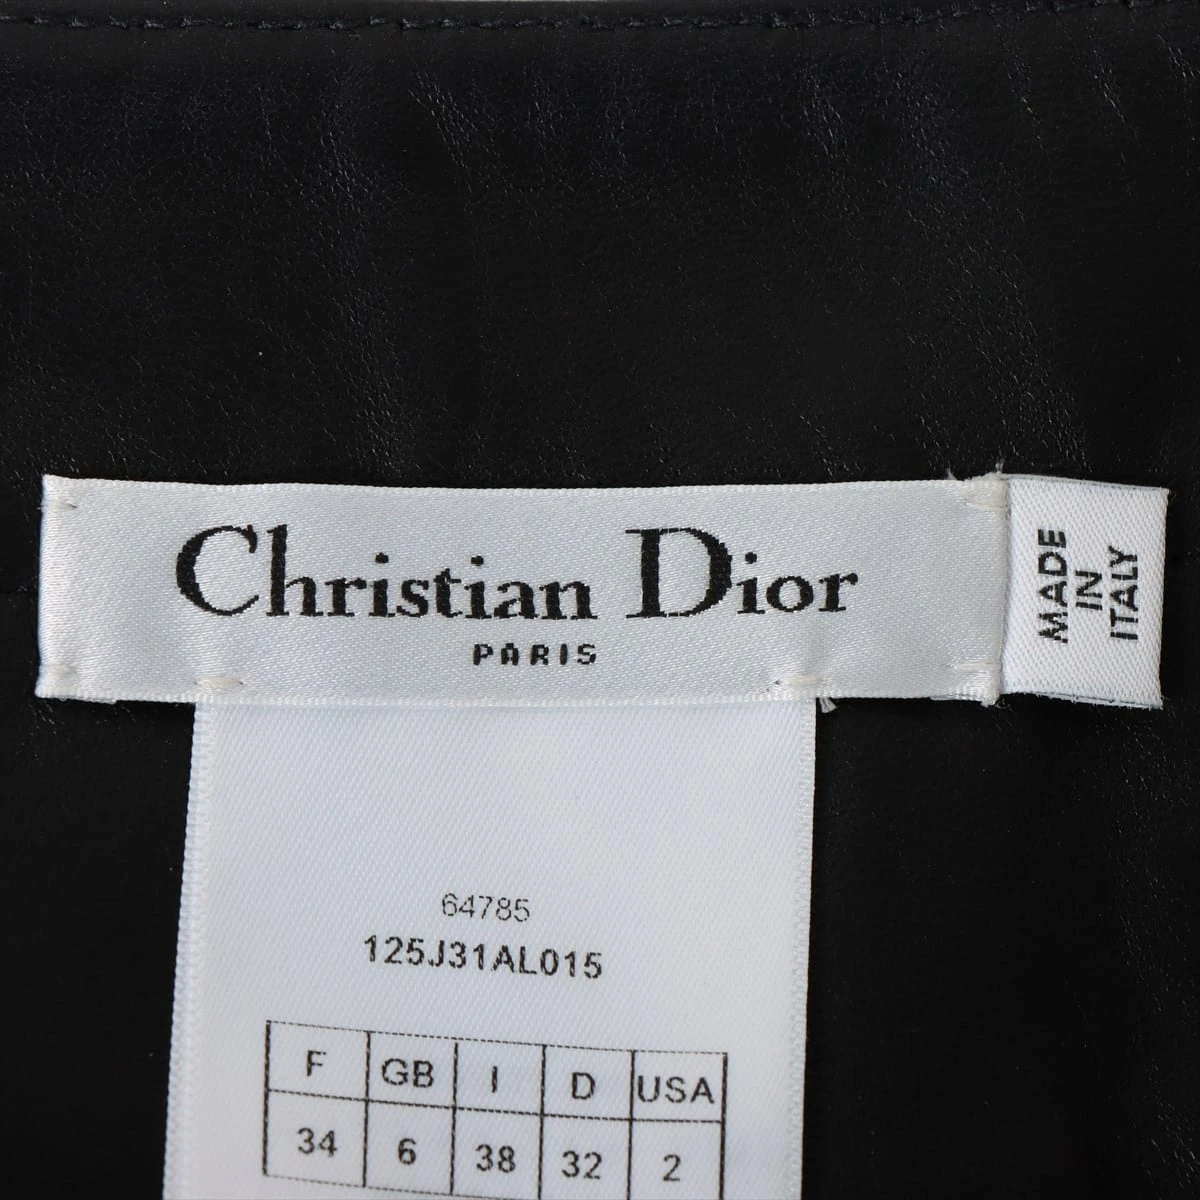 Christian Dior
PARIS
MADE
IN
ITALY
64785
125J31AL015
F GB I D USA
34 6 38 32 2